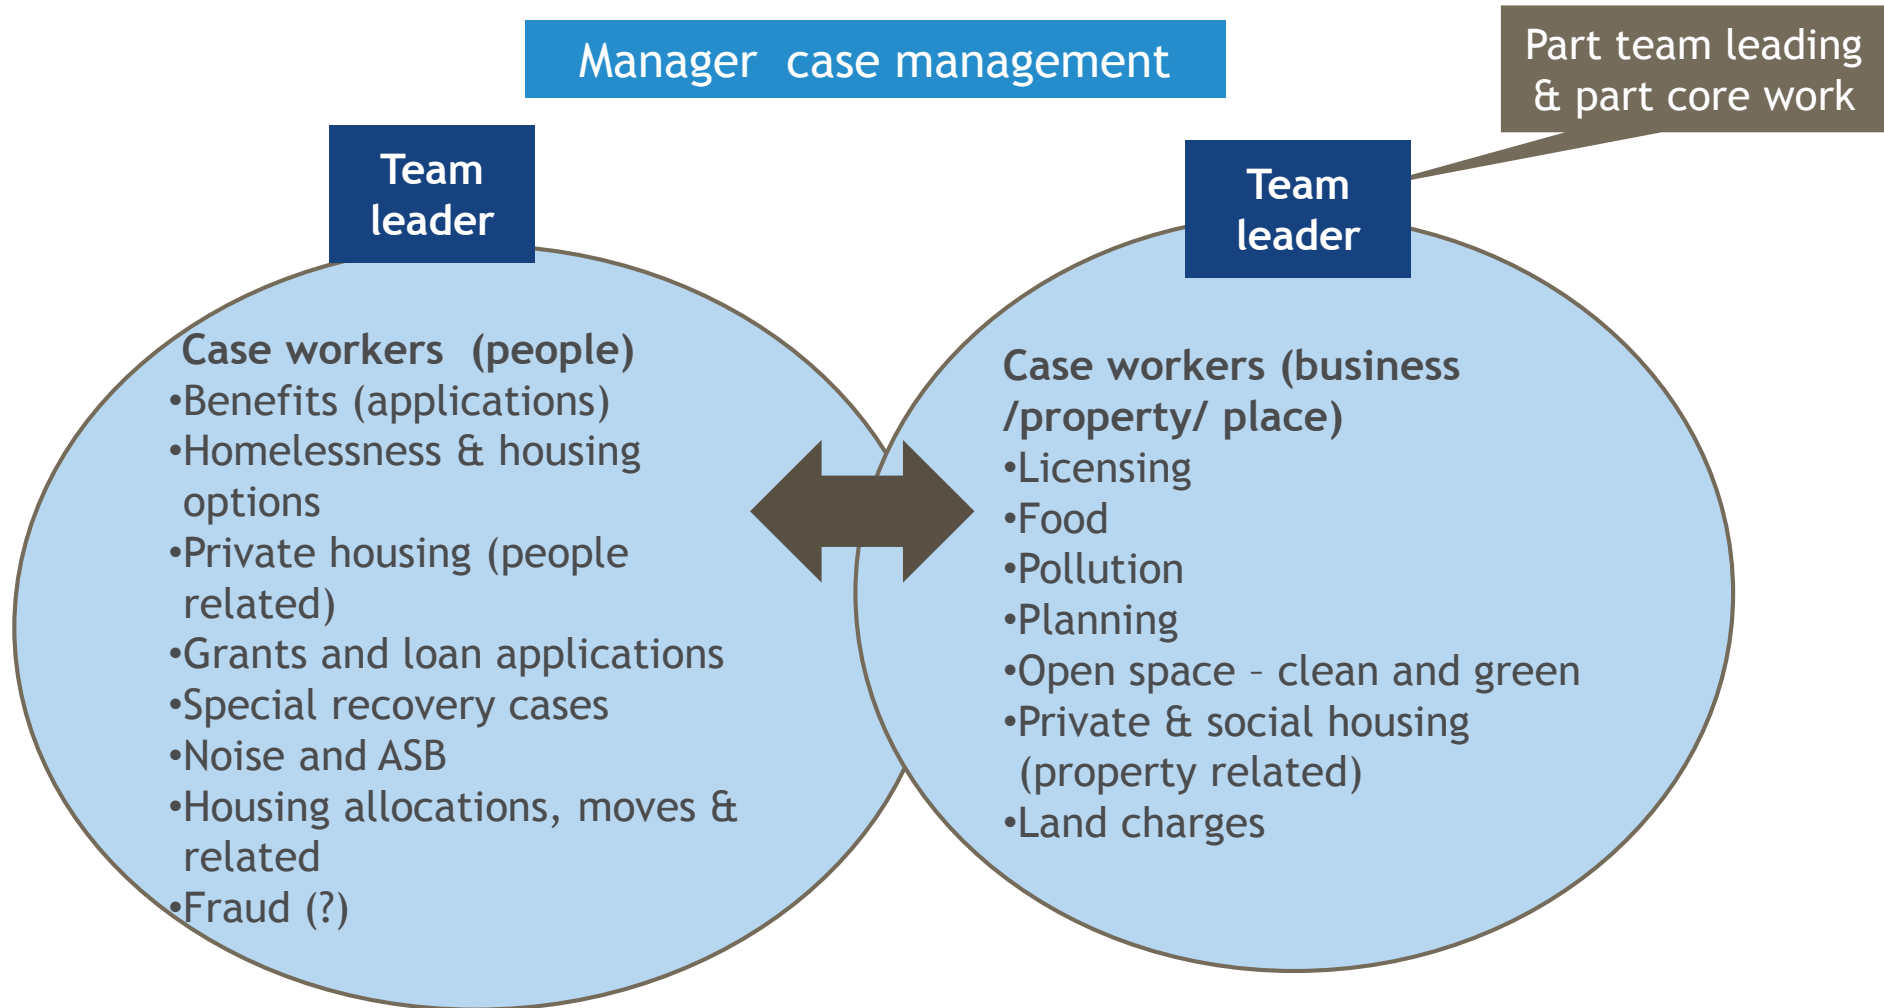 Manager  case management
Part team leading
& part core work
Team
leader
Team
leader
Case workers  (people)
•Benefits (applications)
•Homelessness & housing
options
•Private housing (people
related)
•Grants and loan applications
•Special recovery cases
•Noise and ASB
•Housing allocations, moves &
related
•Fraud (?)
Case workers (business
/property/ place)
•Licensing
•Food
•Pollution
•Planning
•Open space – clean and green
•Private & social housing
(property related)
•Land charges